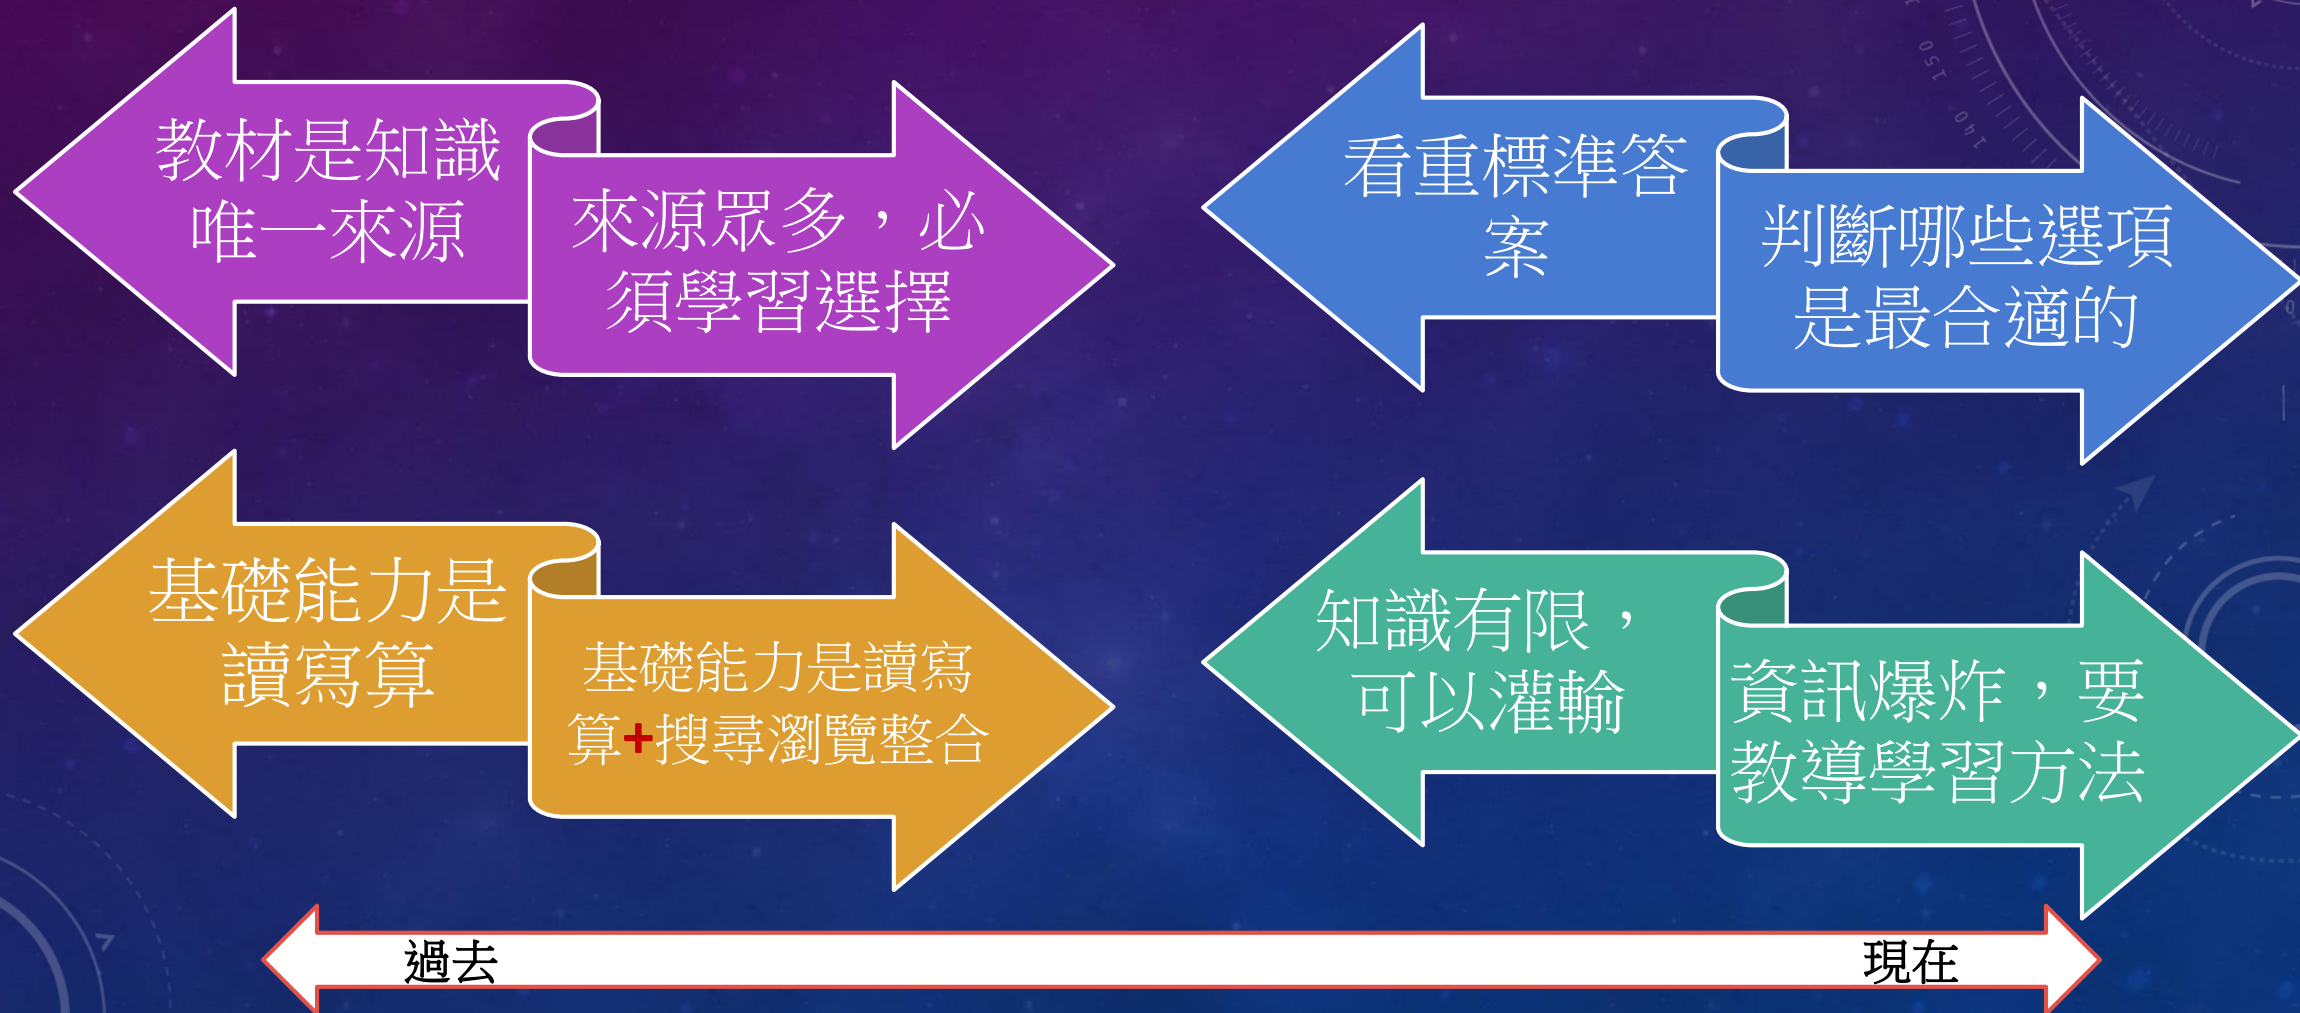 教材是知識
唯一來源
來源眾多，必
須學習選擇
看重標準答
案
判斷哪些選項
是最合適的
基礎能力是
讀寫算
基礎能力是讀寫
算+搜尋瀏覽整合
知識有限，
可以灌輸
資訊爆炸，要
教導學習方法
過去
現在
150
140